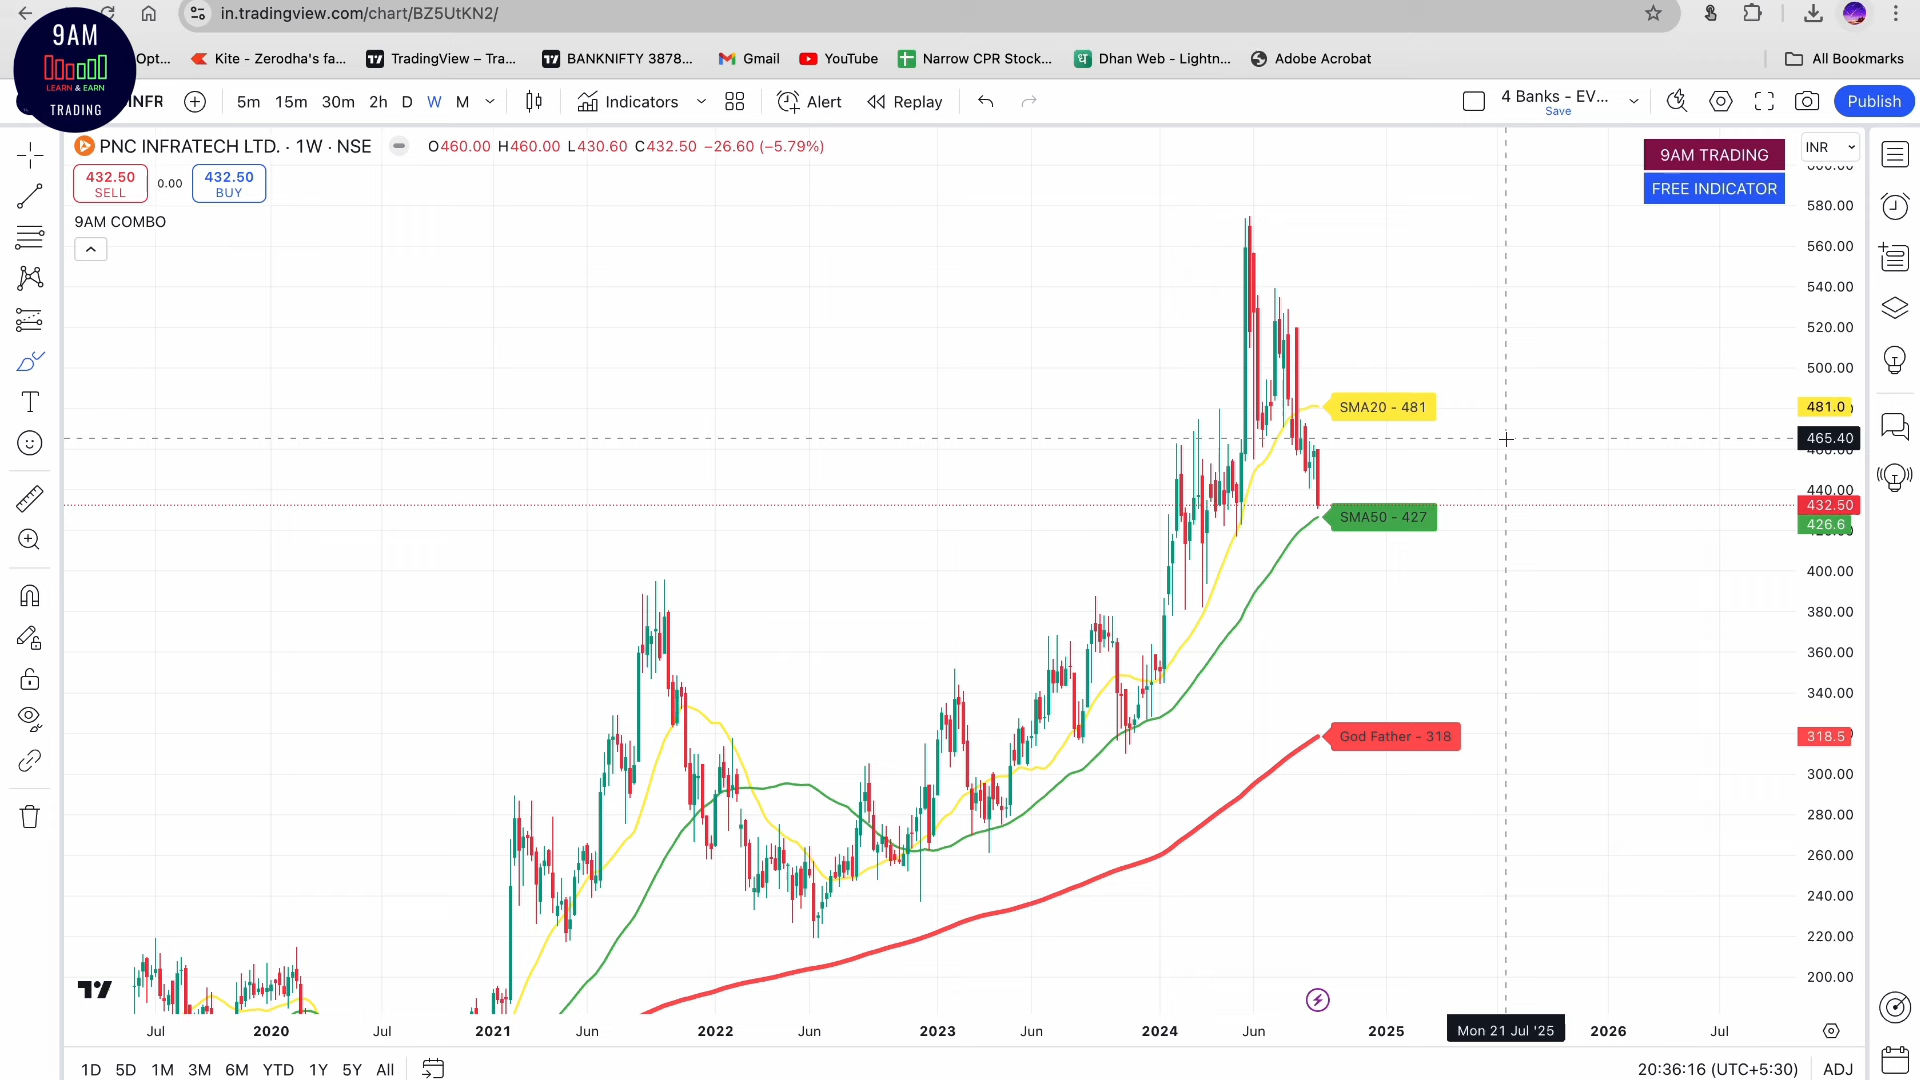 in.tradingview.com/chart/BZ5UtKN2/
9AM
LEARN & EARN
TRADING
Opt...
Kite - Zerodha's fa...
TradingView – Tra...
BANKNIFTY 3878...
Gmail
YouTube
Narrow CPR Stock...
Dhan Web - Lightn...
Adobe Acrobat
All Bookmarks
INFR
5m 15m 30m 2h D W M
Indicators
Alert
Replay
4 Banks - EV...
Save
Publish
PNC INFRATECH LTD. · 1W · NSE
O460.00 H460.00 L430.60 C432.50 −26.60 (−5.79%)
432.50
SELL
0.00
432.50
BUY
9AM COMBO
9AM TRADING
FREE INDICATOR
INR
580.00
560.00
540.00
520.00
500.00
481.0
465.40
440.00
432.50
426.6
400.00
380.00
360.00
340.00
318.5
300.00
280.00
260.00
240.00
220.00
200.00
SMA20 - 481
SMA50 - 427
God Father - 318
Jul 2020 Jul 2021 Jun 2022 Jun 2023 Jun 2024 Jun 2025 Mon 21 Jul '25 2026 Jul
1D 5D 1M 3M 6M YTD 1Y 5Y All
20:36:16 (UTC+5:30) ADJ